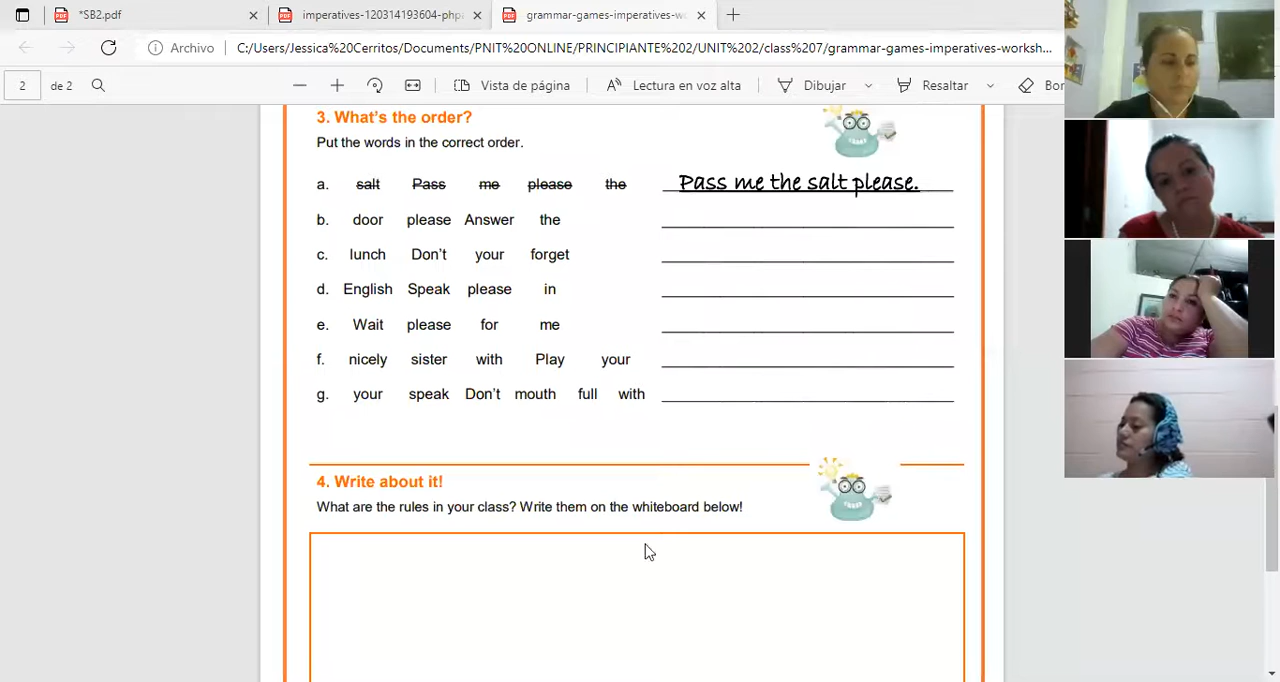 *SB2.pdf
imperatives-120314193604-php
grammar-games-imperatives-wo
Archivo C:/Users/Jessica%20Cerritos/Documents/PNIT%20ONLINE/PRINCIPIANTE%202/UNIT%202/class%207/grammar-games-imperatives-worksh...
2 de 2 Vista de página Lectura en voz alta Dibujar Resaltar Bor
3. What's the order?
Put the words in the correct order.
a. salt Pass me please the Pass me the salt please.
b. door please Answer the
c. lunch Don't your forget
d. English Speak please in
e. Wait please for me
f. nicely sister with Play your
g. your speak Don't mouth full with
4. Write about it!
What are the rules in your class? Write them on the whiteboard below!